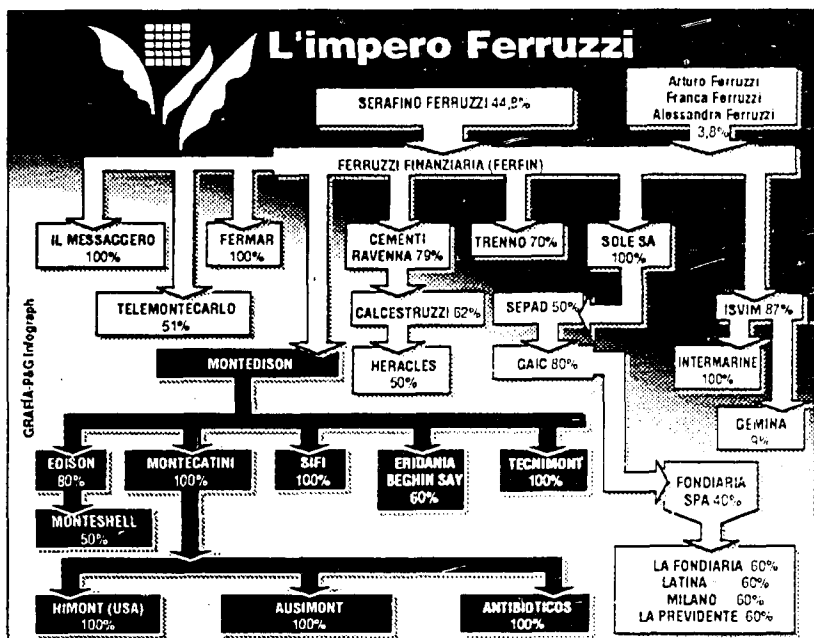 L'impero Ferruzzi
SERAFINO FERRUZZI 44,8%
Arturo Ferruzzi
Franca Ferruzzi
Alessandra Ferruzzi
3,8%
FERRUZZI FINANZIARIA (FERFIN)
IL MESSAGGERO
100%
FERMAR
100%
CEMENTI
RAVENNA 79%
TRENNO 70%
SOLE SA
100%
TELEMONTECARLO
51%
CALCESTRUZZI 62%
SEPAD 50%
ISVIM 87%
MONTEDISON
HERACLES
50%
GAIC 80%
INTERMARINE
100%
GEMINA
9%
EDISON
80%
MONTECATINI
100%
SIFI
100%
ERIDANIA
BEGHIN SAY
60%
TECNIMONT
100%
FONDIARIA
SPA 40%
MONTESHELL
50%
LA FONDIARIA 60%
LATINA 60%
MILANO 60%
LA PREVIDENTE 60%
HIMONT (USA)
100%
AUSIMONT
100%
ANTIBIOTICOS
100%
GRAFIA-P&G Infograph